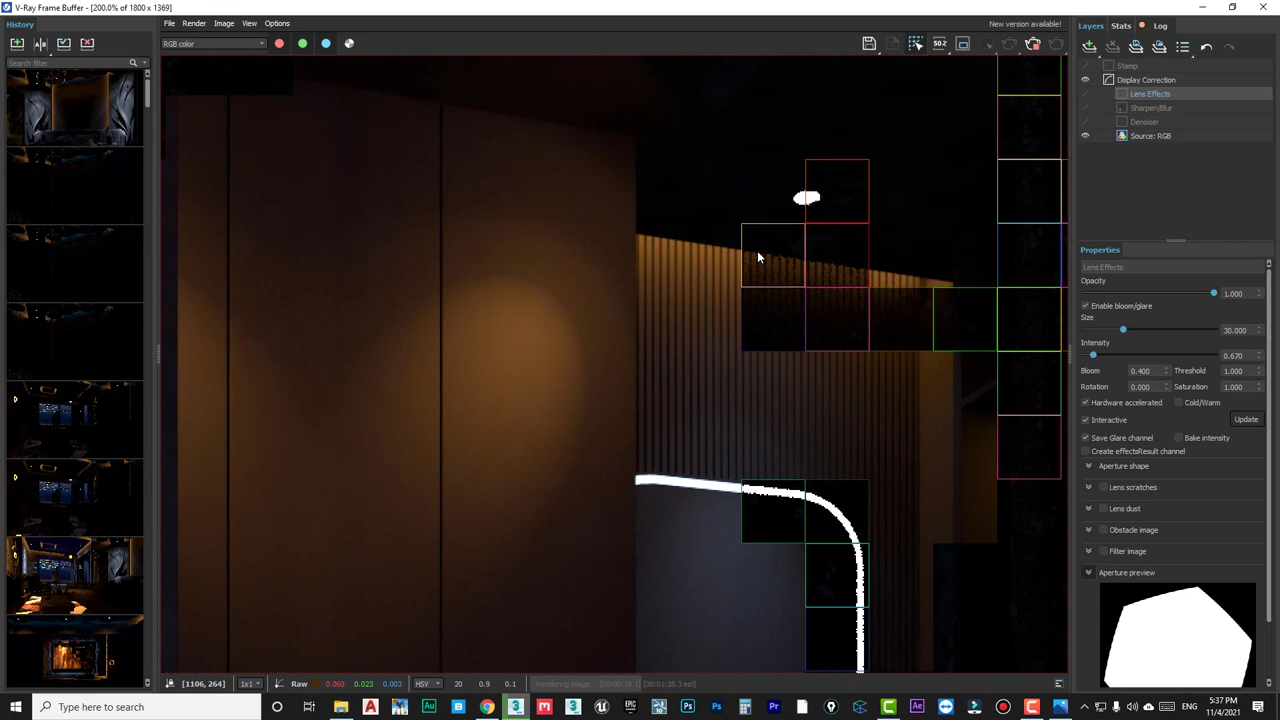 V-Ray Frame Buffer - [200.0% of 1800 x 1369]
History
File Render Image View Options
New version available!
Layers Stats Log
RGB color
Search filter
Stamp
Display Correction
Lens Effects
Sharpen/Blur
Denoiser
Source: RGB
Properties
Lens Effects
Opacity
1.000
Enable bloom/glare
Size
30.000
Intensity
0.670
Bloom 0.400 Threshold 1.000
Rotation 0.000 Saturation 1.000
Hardware accelerated Cold/Warm
Interactive Update
Save Glare channel Bake intensity
Create effectsResult channel
Aperture shape
Lens scratches
Lens dust
Obstacle image
Filter image
Aperture preview
[1106, 264] 1x1 Raw 0.060 0.023 0.003 HSV 20 0.9 0.1
Type here to search
5:37 PM
11/4/2021